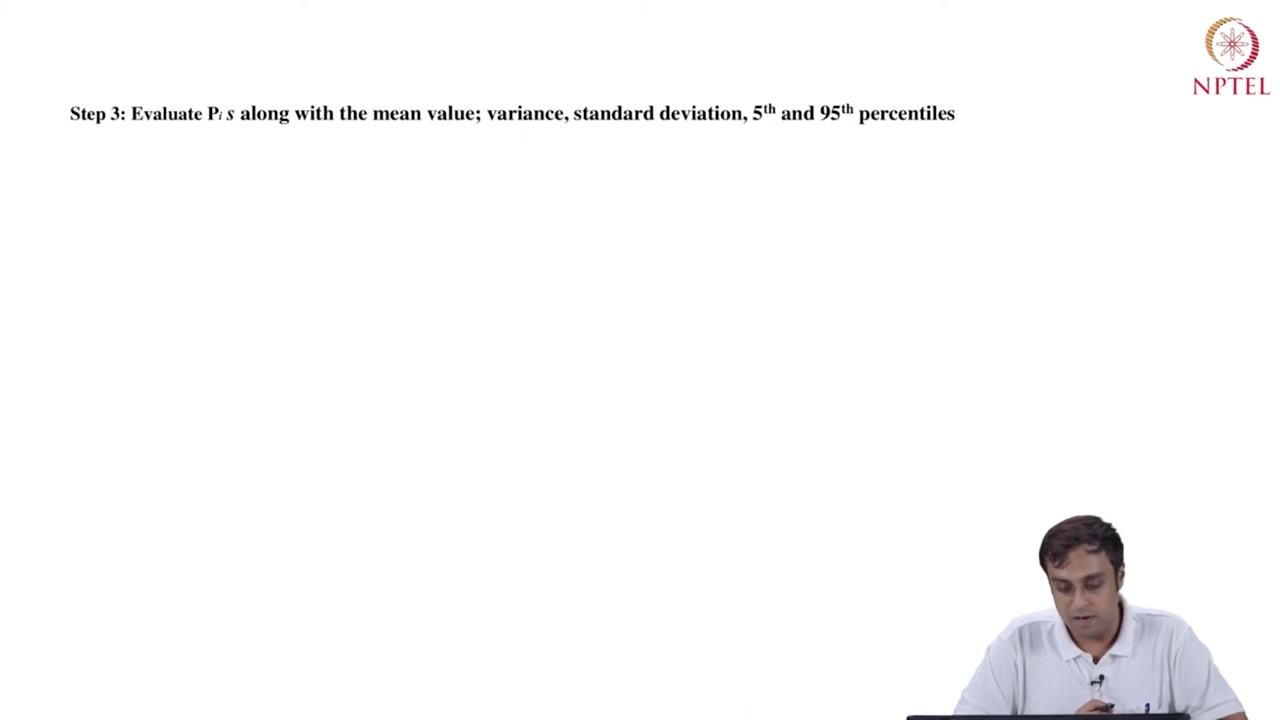 NPTEL
Step 3: Evaluate Pi s along with the mean value; variance, standard deviation, 5th and 95th percentiles